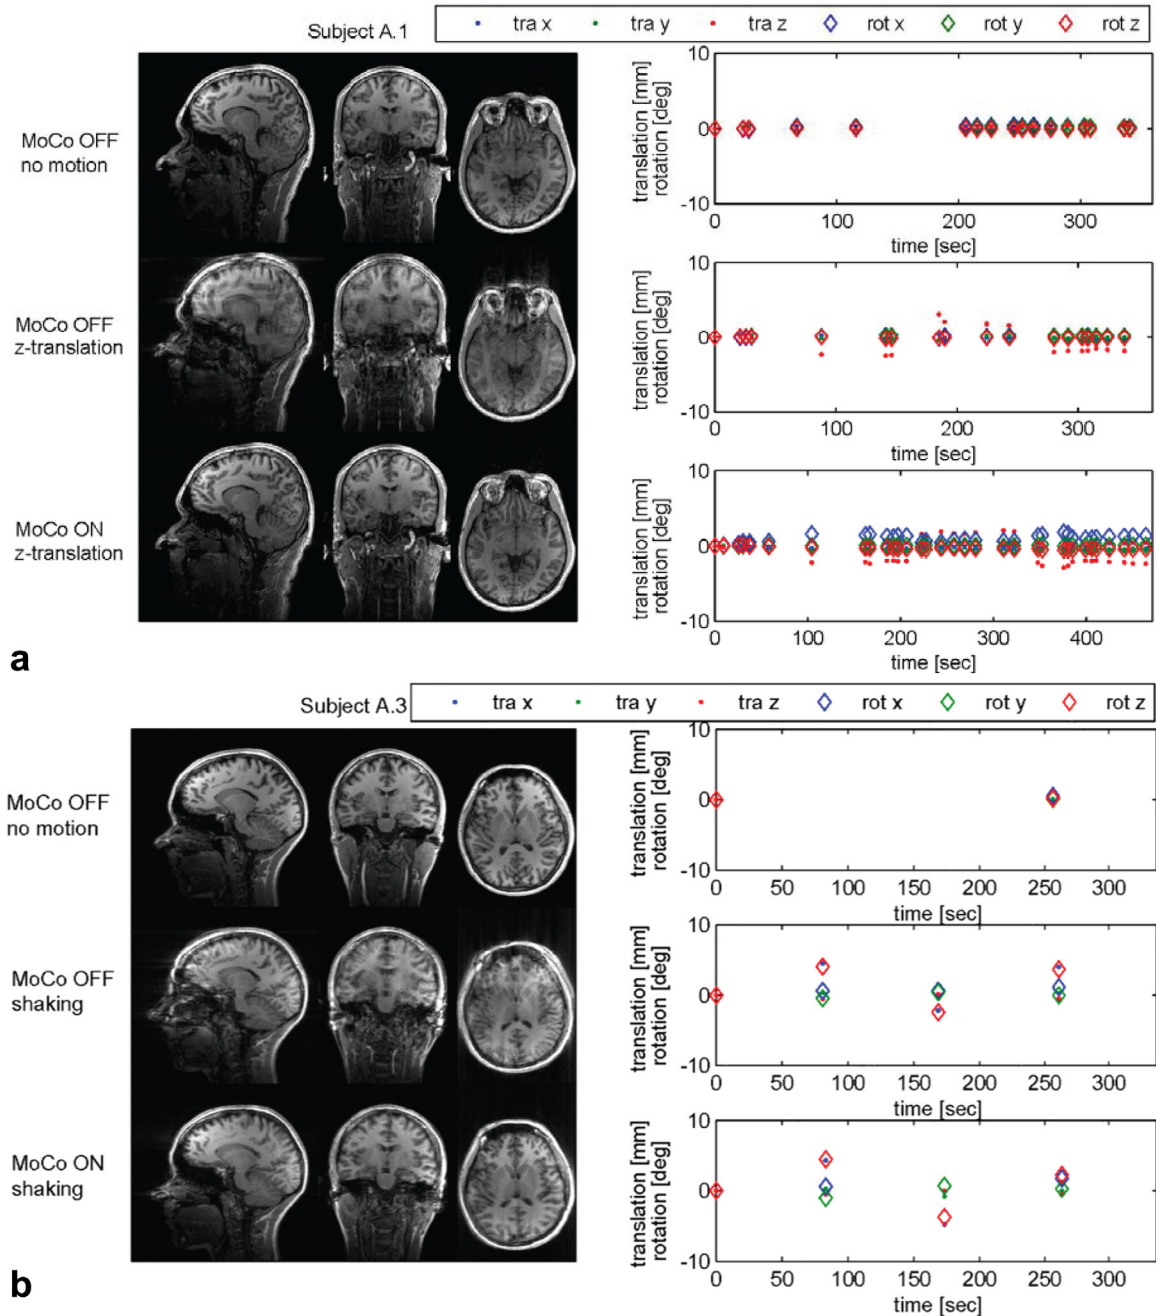 Subject A.1
tra x tra y tra z rot x rot y rot z
MoCo OFF
no motion
translation [mm]
rotation [deg]
10
0
-10
0 100 200 300
time [sec]
MoCo OFF
z-translation
translation [mm]
rotation [deg]
10
0
-10
0 100 200 300
time [sec]
MoCo ON
z-translation
translation [mm]
rotation [deg]
10
0
-10
0 100 200 300 400
time [sec]
a
Subject A.3
tra x tra y tra z rot x rot y rot z
MoCo OFF
no motion
translation [mm]
rotation [deg]
10
0
-10
0 50 100 150 200 250 300
time [sec]
MoCo OFF
shaking
translation [mm]
rotation [deg]
10
0
-10
0 50 100 150 200 250 300
time [sec]
MoCo ON
shaking
translation [mm]
rotation [deg]
10
0
-10
0 50 100 150 200 250 300
time [sec]
b